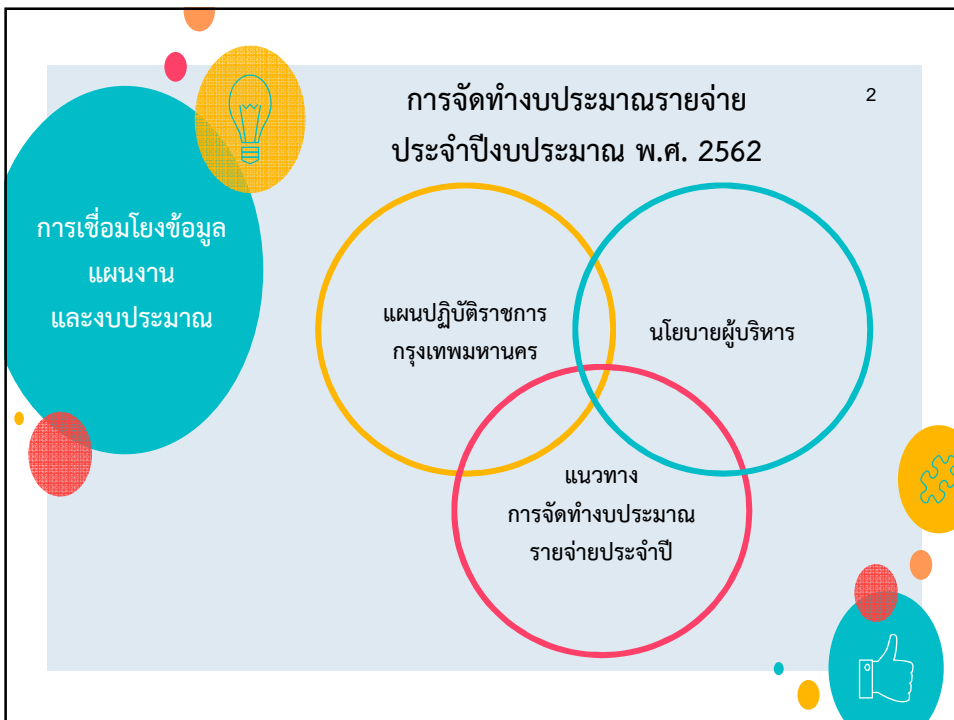 การจัดทำงบประมาณรายจ่าย
ประจำปีงบประมาณ พ.ศ. 2562
2
การเชื่อมโยงข้อมูล
แผนงาน
และงบประมาณ
แผนปฏิบัติราชการ
กรุงเทพมหานคร
นโยบายผู้บริหาร
แนวทาง
การจัดทำงบประมาณ
รายจ่ายประจำปี